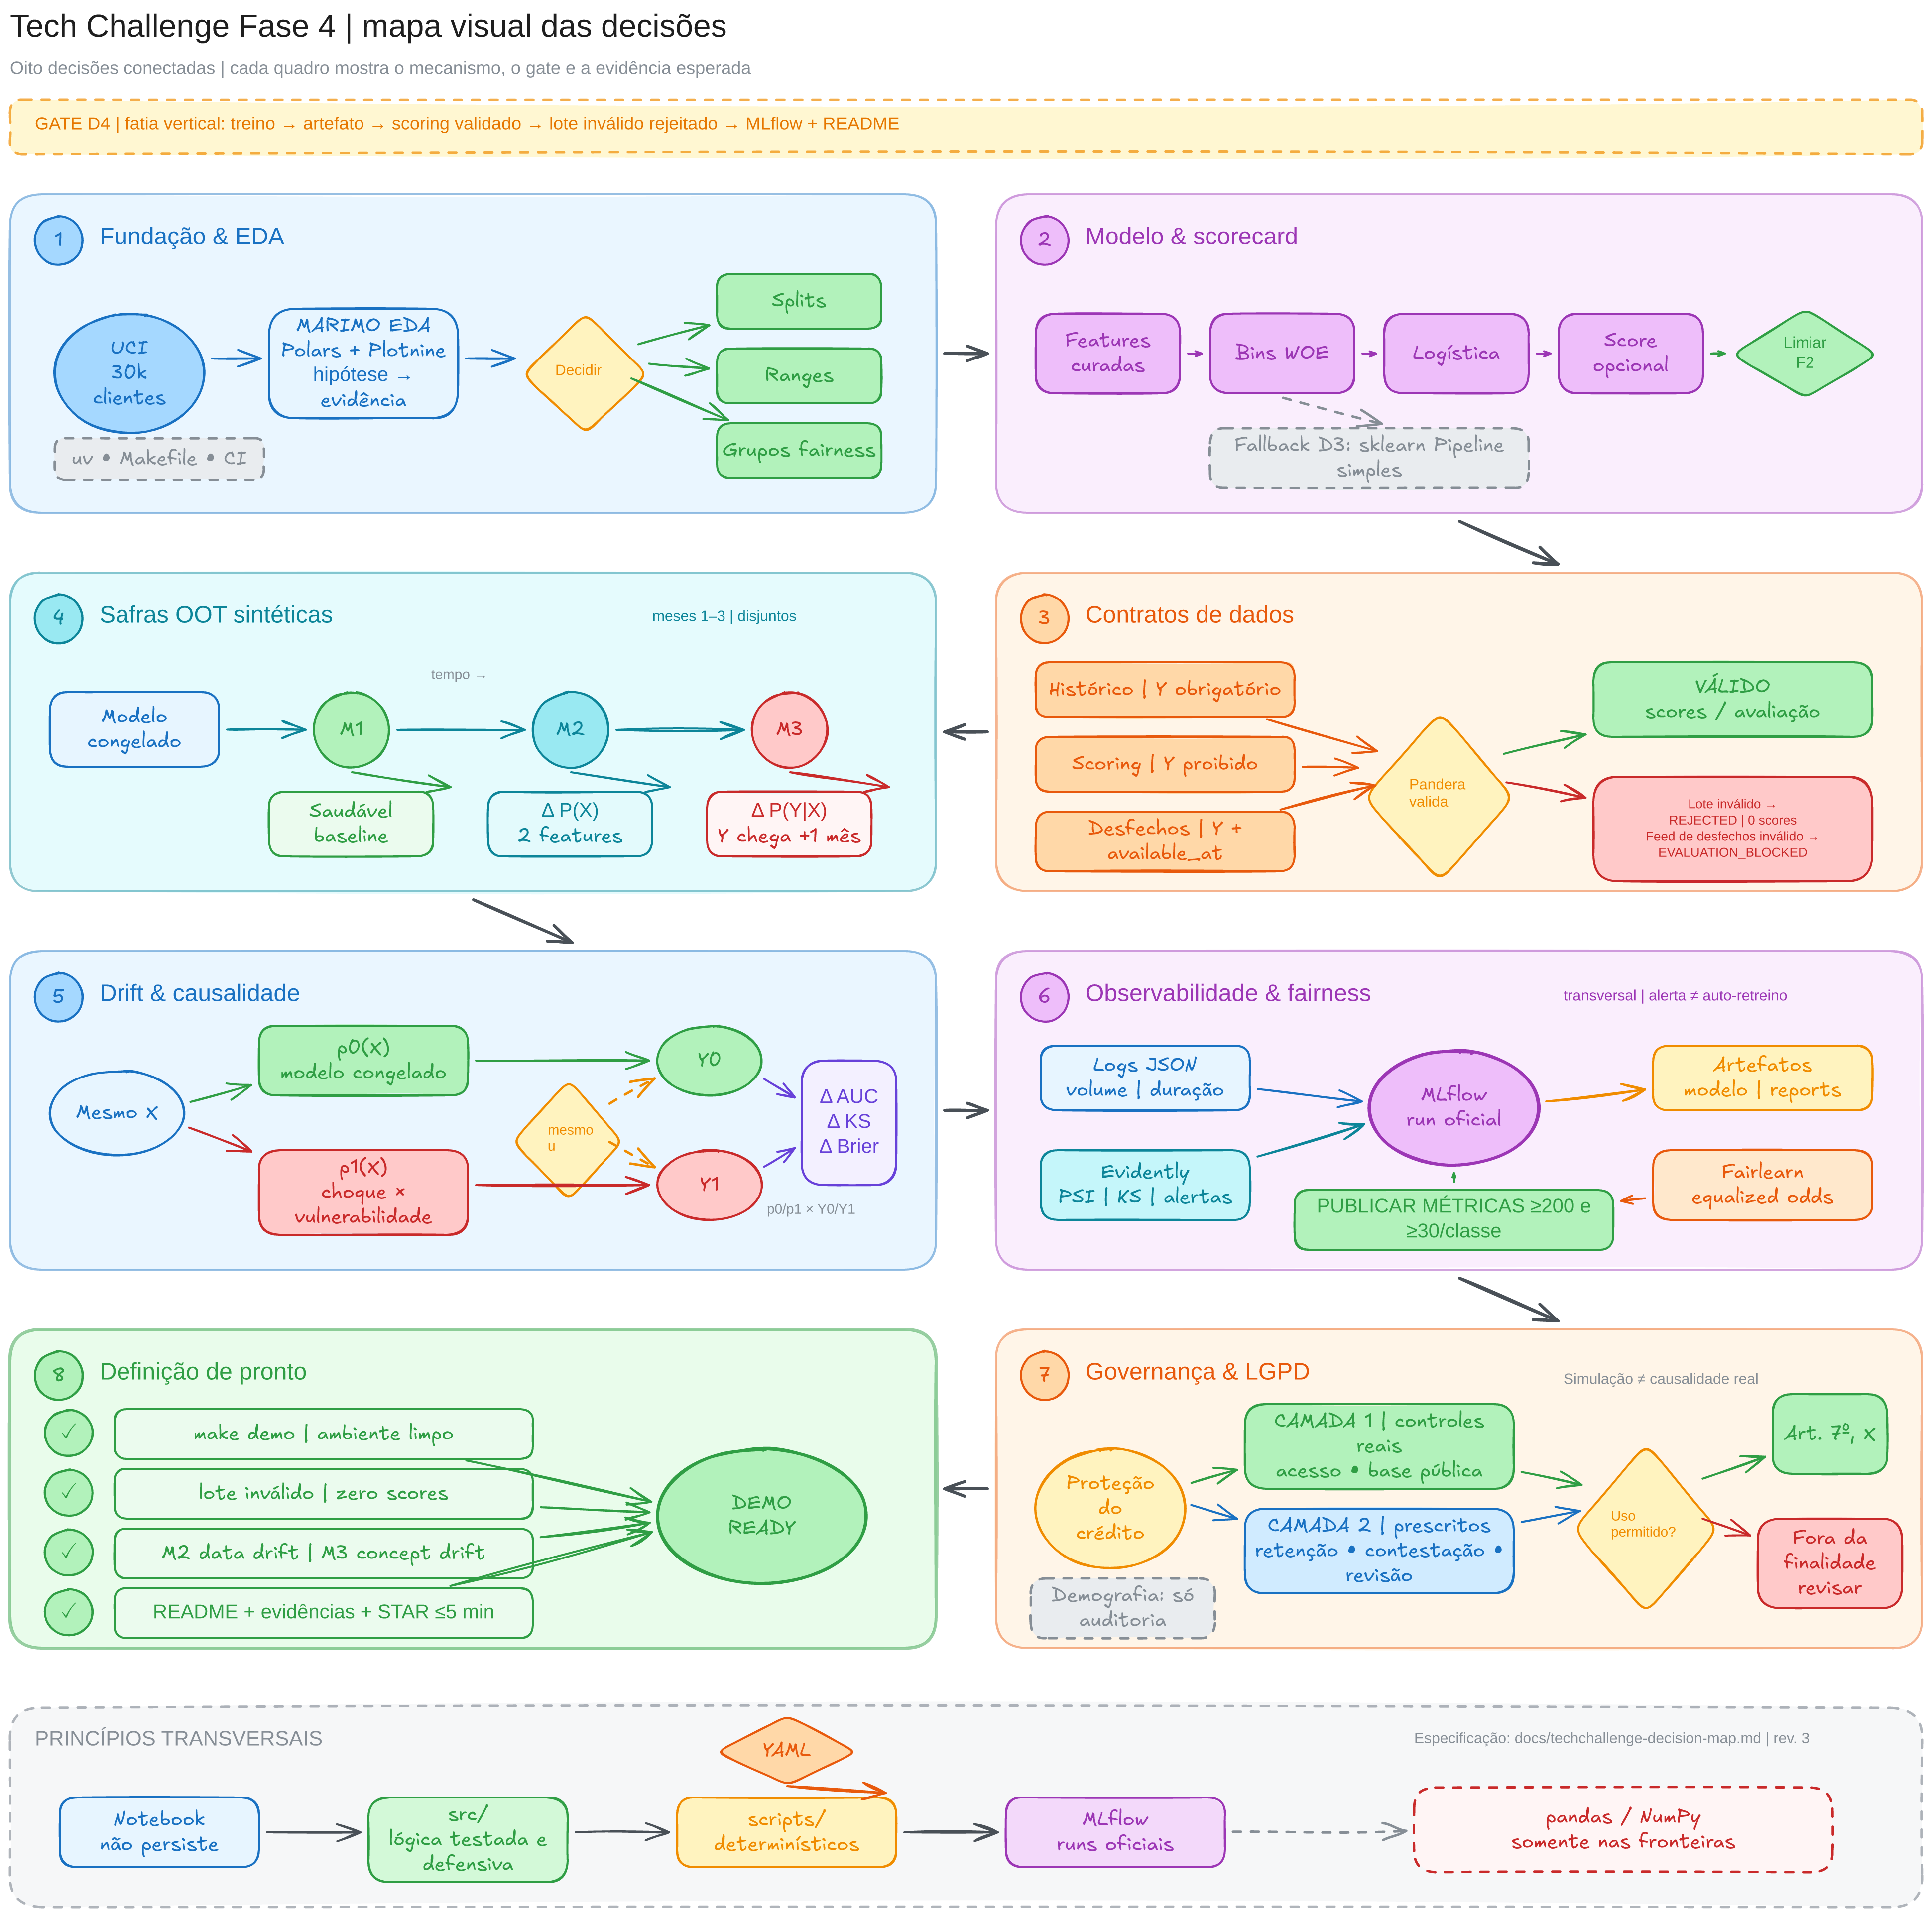 Tech Challenge Fase 4 | mapa visual das decisões
Oito decisões conectadas | cada quadro mostra o mecanismo, o gate e a evidência esperada
GATE D4 | fatia vertical: treino → artefato → scoring validado → lote inválido rejeitado → MLflow + README
1
Fundação & EDA
UCI
30k
clientes
uv • Makefile • CI
MARIMO EDA
Polars + Plotnine
hipótese →
evidência
Decidir
Splits
Ranges
Grupos fairness
2
Modelo & scorecard
Features
curadas
Bins WOE
Logística
Score
opcional
Limiar
F2
Fallback D3: sklearn Pipeline
simples
4
Safras OOT sintéticas
meses 1–3 | disjuntos
tempo →
Modelo
congelado
M1
M2
M3
Saudável
baseline
Δ P(X)
2 features
Δ P(Y|X)
Y chega +1 mês
3
Contratos de dados
Histórico | Y obrigatório
Scoring | Y proibido
Desfechos | Y +
available_at
Pandera
valida
VÁLIDO
scores / avaliação
Lote inválido →
REJECTED | 0 scores
Feed de desfechos inválido →
EVALUATION_BLOCKED
5
Drift & causalidade
Mesmo X
p0(X)
modelo congelado
p1(X)
choque ×
vulnerabilidade
mesmo
u
Y0
Y1
Δ AUC
Δ KS
Δ Brier
p0/p1 × Y0/Y1
6
Observabilidade & fairness
transversal | alerta ≠ auto-retreino
Logs JSON
volume | duração
Evidently
PSI | KS | alertas
MLflow
run oficial
PUBLICAR MÉTRICAS ≥200 e
≥30/classe
Artefatos
modelo | reports
Fairlearn
equalized odds
8
Definição de pronto
✓
make demo | ambiente limpo
✓
lote inválido | zero scores
✓
M2 data drift | M3 concept drift
✓
README + evidências + STAR ≤5 min
DEMO
READY
7
Governança & LGPD
Simulação ≠ causalidade real
Proteção
do
crédito
Demografia: só
auditoria
CAMADA 1 | controles
reais
acesso • base pública
CAMADA 2 | prescritos
retenção • contestação •
revisão
Uso
permitido?
Art. 7º, X
Fora da
finalidade
revisar
PRINCÍPIOS TRANSVERSAIS
Especificação: docs/techchallenge-decision-map.md | rev. 3
YAML
Notebook
não persiste
src/
lógica testada e
defensiva
scripts/
determinísticos
MLflow
runs oficiais
pandas / NumPy
somente nas fronteiras